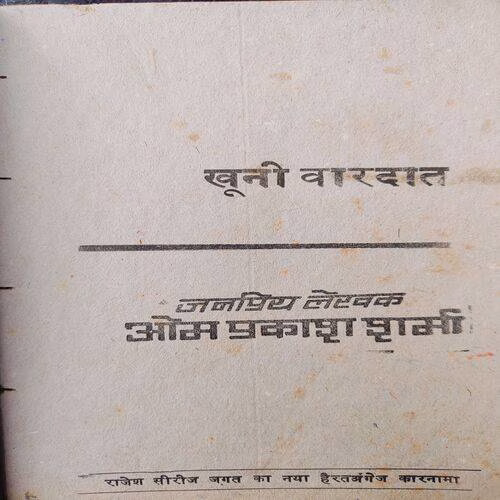 खूनी वारदात
जनप्रिय लेखक
ओम प्रकाश शर्मा
राजेश सीरीज जगत का नया हैरतअंगेज कारनामा